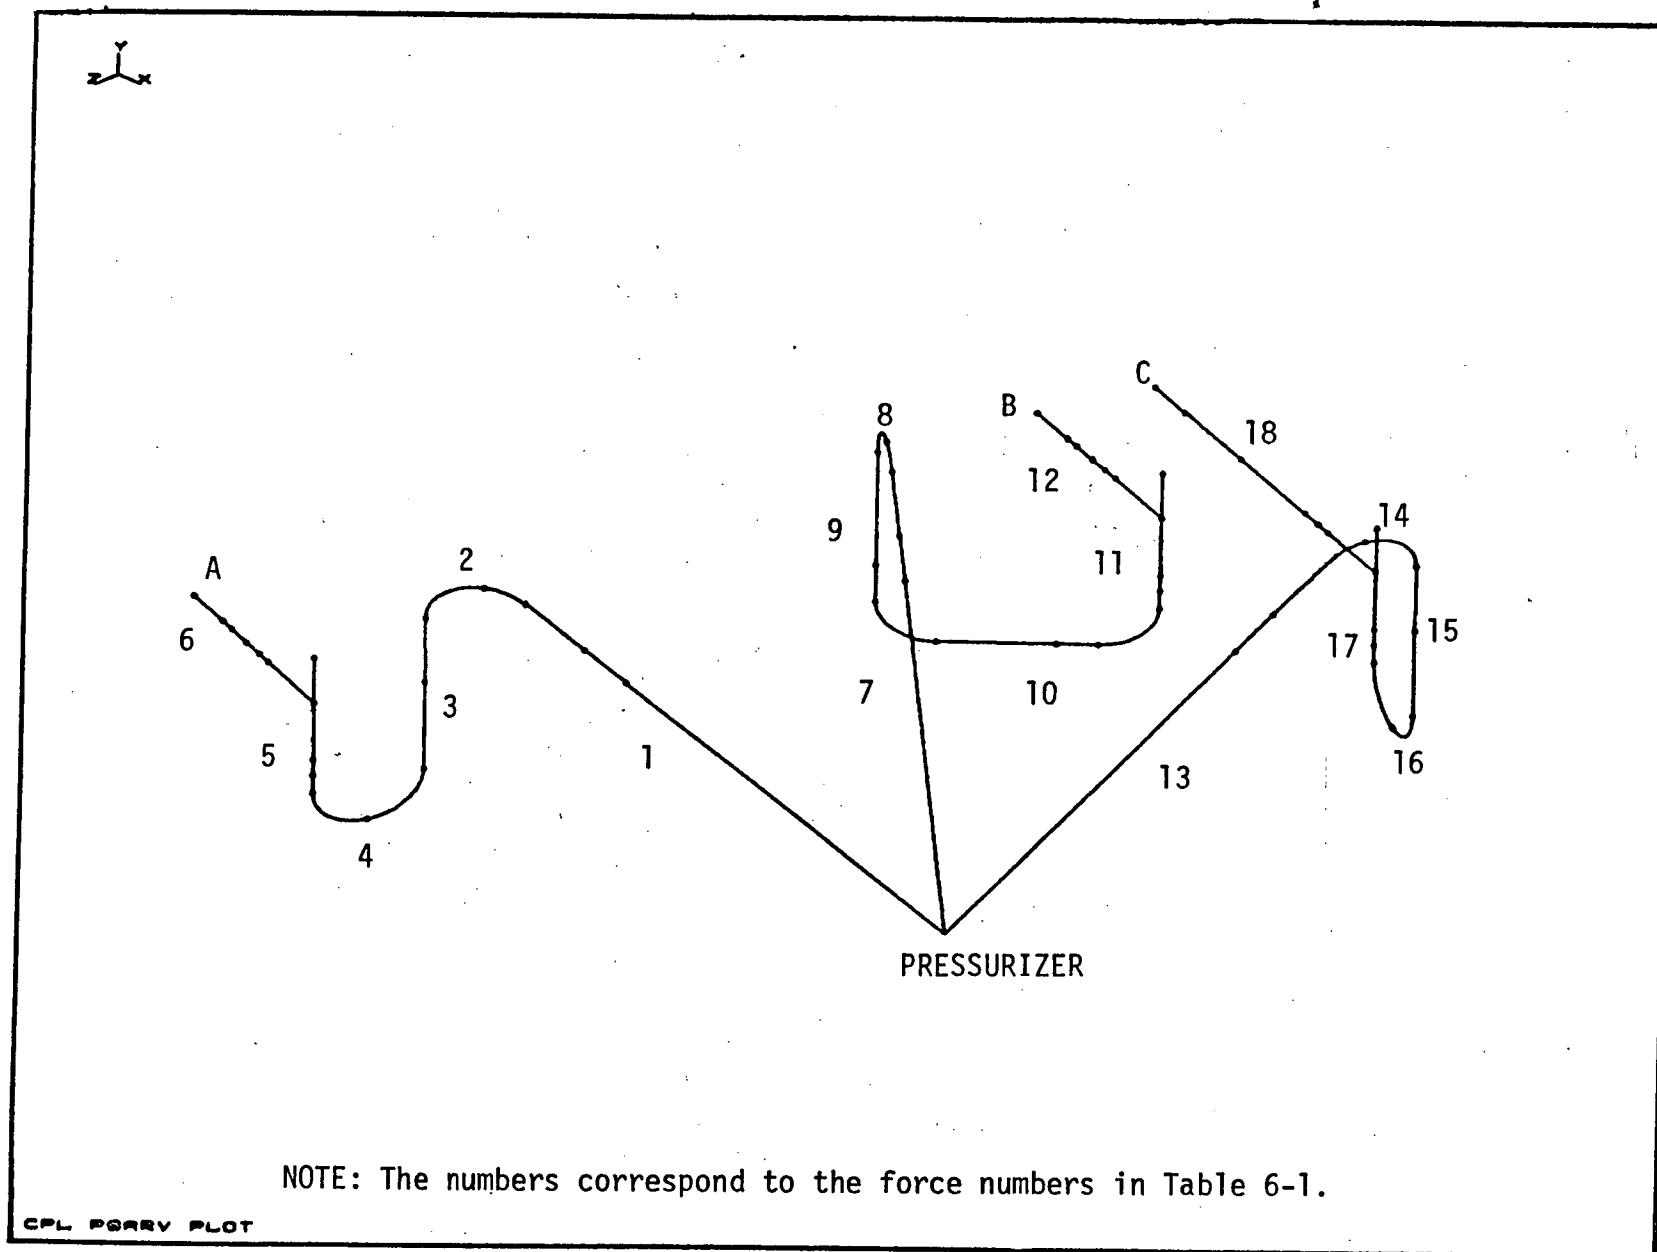 Y
Z X
C
8
B
18
12
14
9
2
11
A
15
6
17
7
10
3
5
1
13
16
4
PRESSURIZER
NOTE: The numbers correspond to the force numbers in Table 6-1.
CPL PQARV PLOT